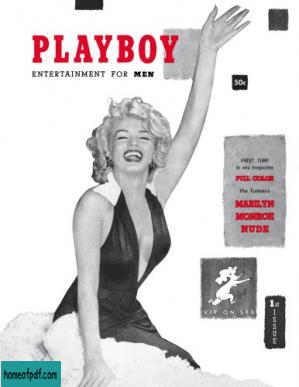 PLAYBOY
ENTERTAINMENT FOR MEN
50c
FIRST TIME
in any magazine
FULL COLOR
the famous
MARILYN
MONROE
NUDE
VIP ON SEX
1st
ISSUE
homeofpdf.com